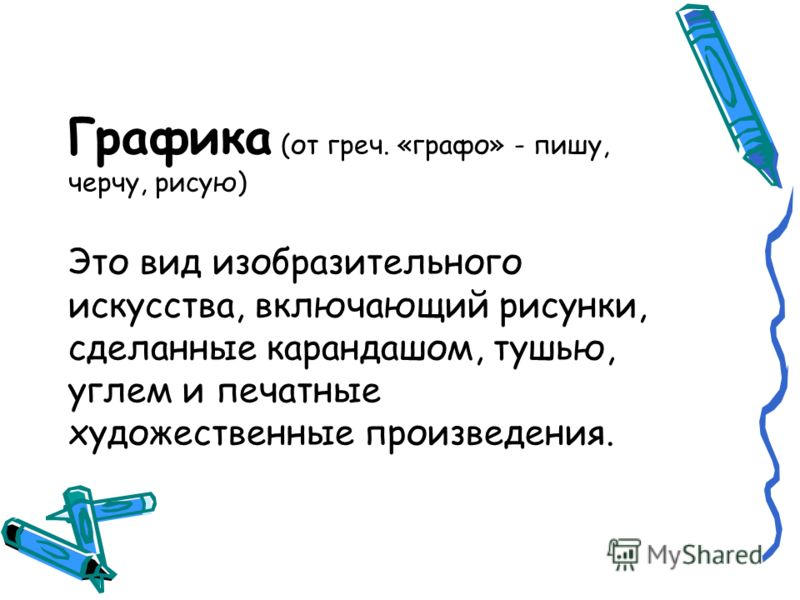 Графика (от греч. «графо» - пишу,
черчу, рисую)
Это вид изобразительного
искусства, включающий рисунки,
сделанные карандашом, тушью,
углем и печатные
художественные произведения.
MyShared